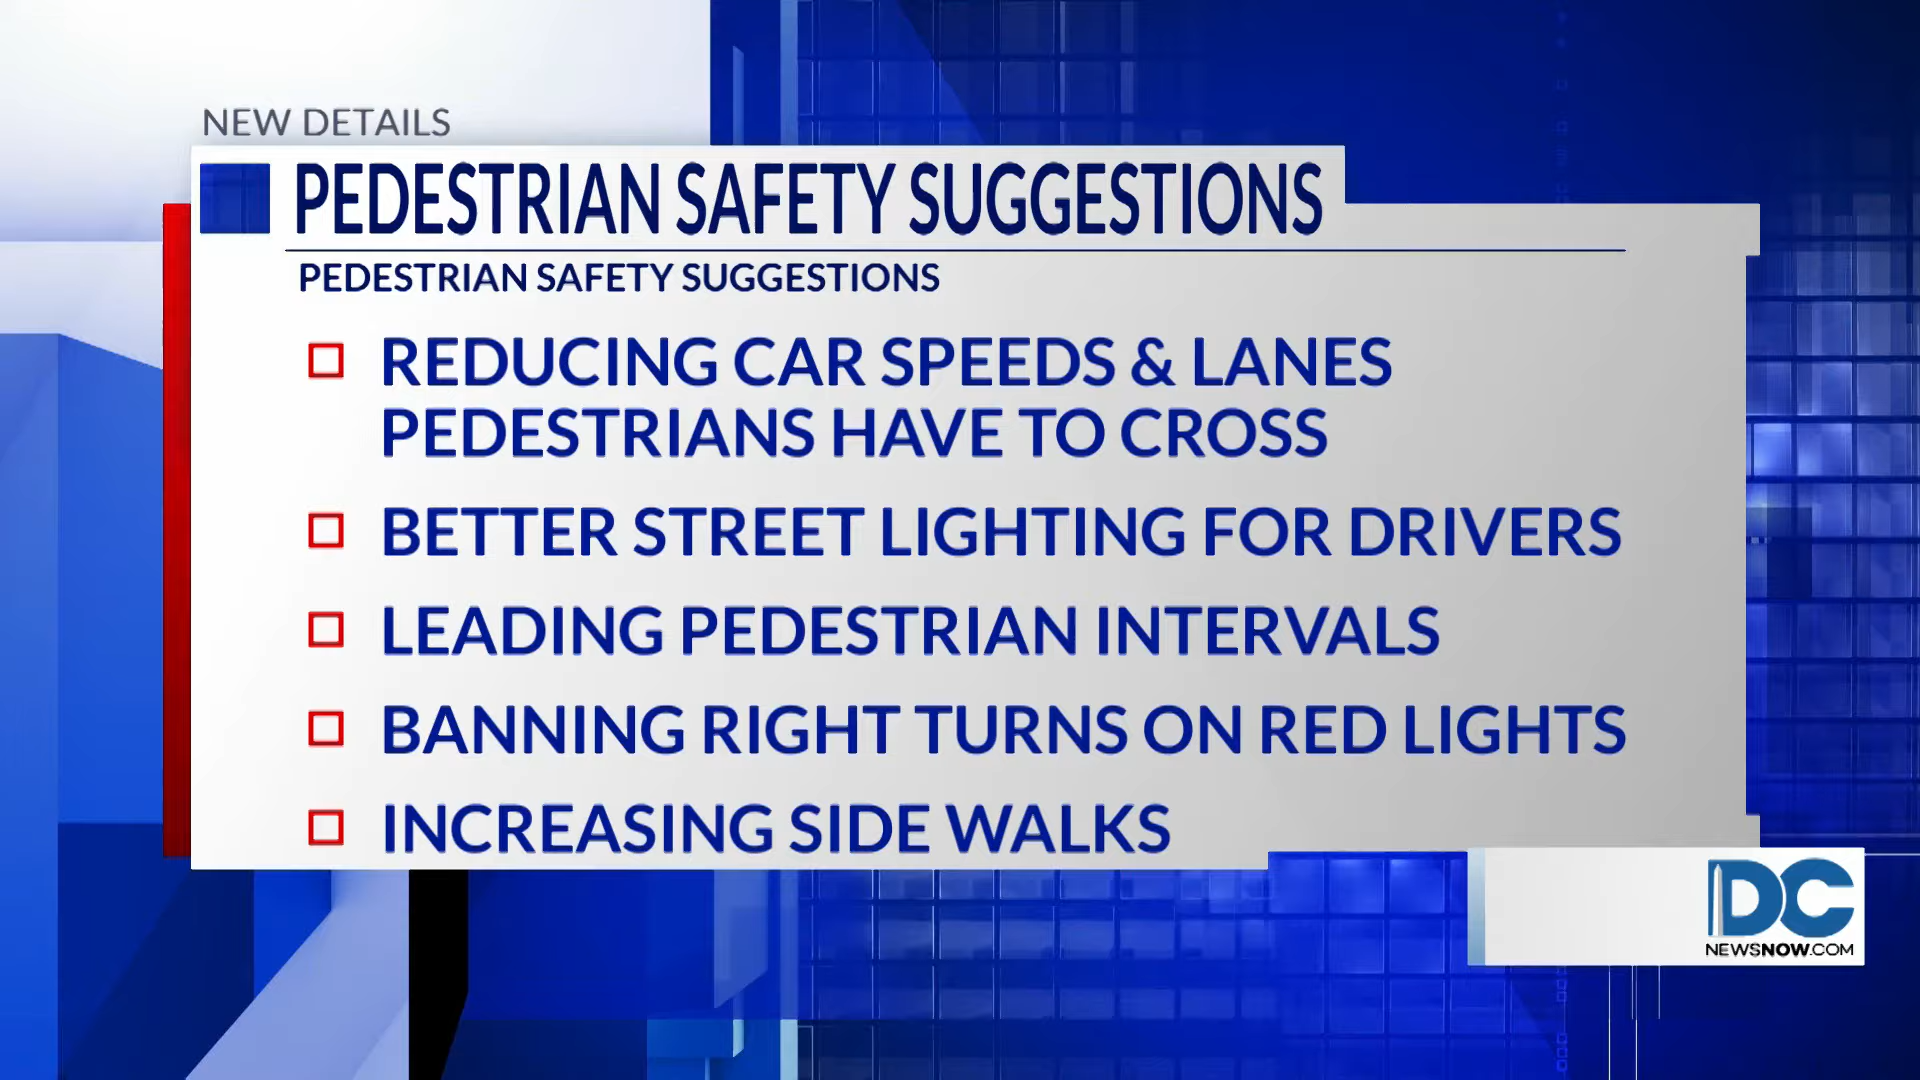 NEW DETAILS
PEDESTRIAN SAFETY SUGGESTIONS
PEDESTRIAN SAFETY SUGGESTIONS
REDUCING CAR SPEEDS & LANES
PEDESTRIANS HAVE TO CROSS
BETTER STREET LIGHTING FOR DRIVERS
LEADING PEDESTRIAN INTERVALS
BANNING RIGHT TURNS ON RED LIGHTS
INCREASING SIDE WALKS
DC
NEWSNOW.COM